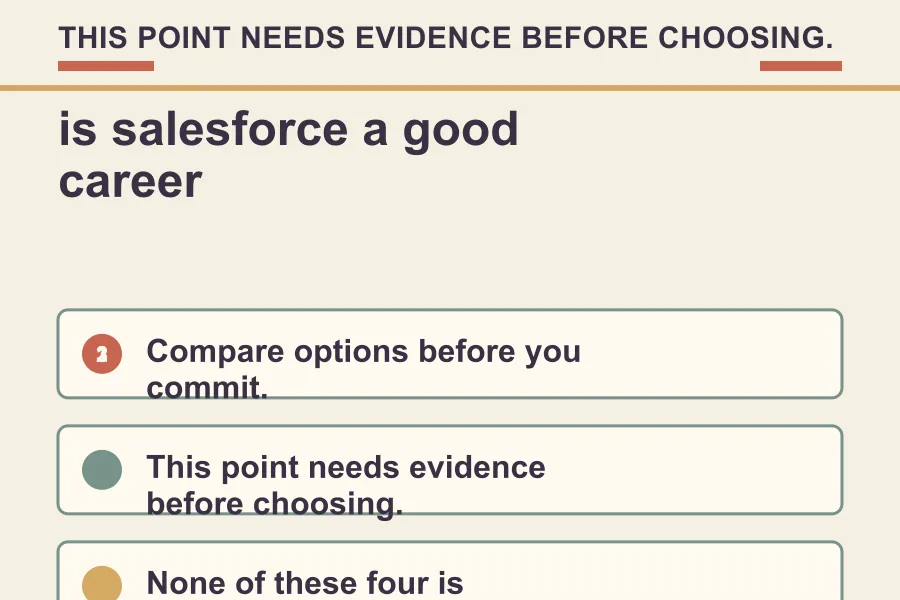 THIS POINT NEEDS EVIDENCE BEFORE CHOOSING.
is salesforce a good
career
Compare options before you
commit.
This point needs evidence
before choosing.
None of these four is